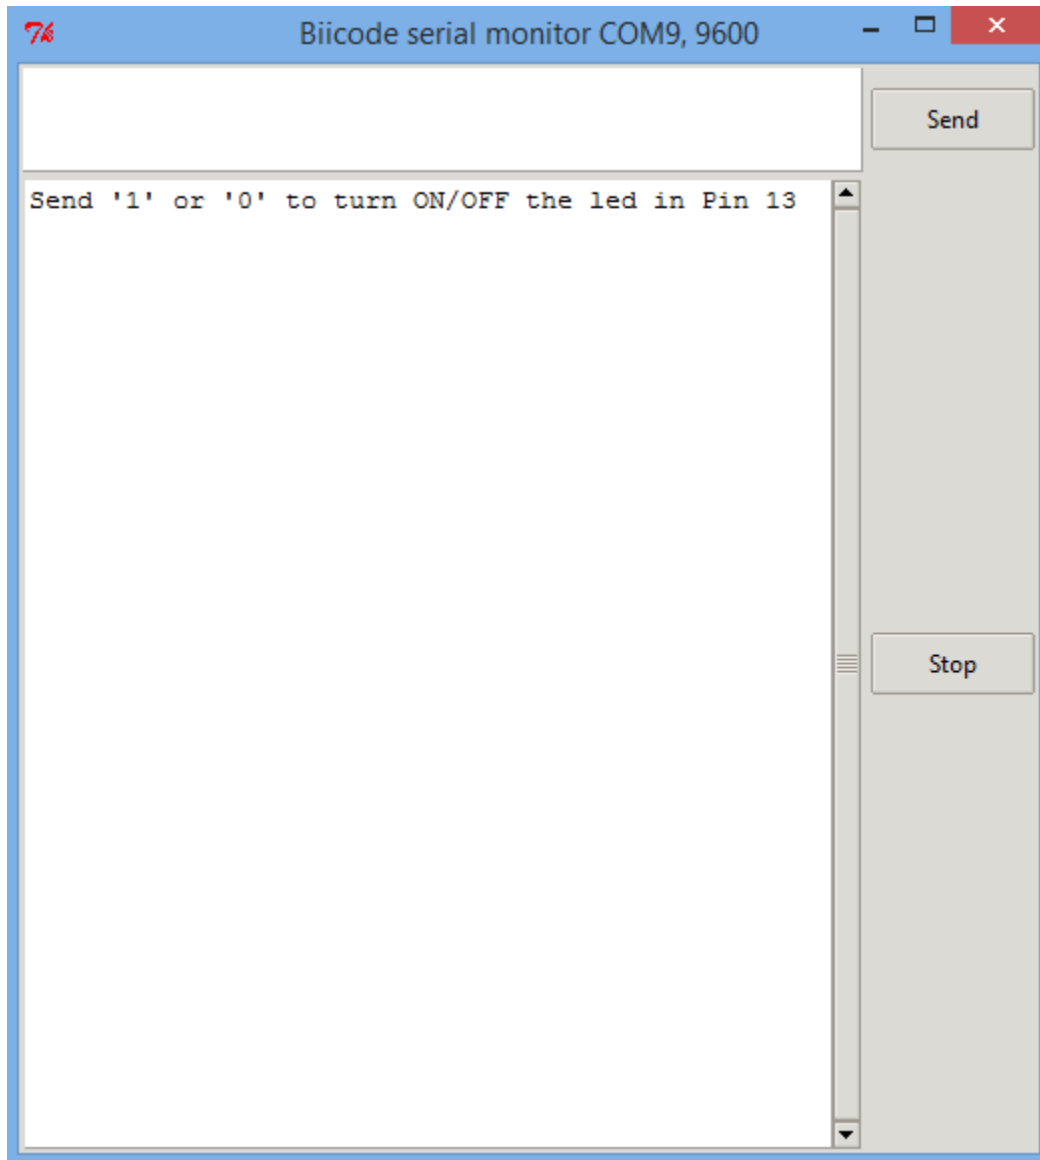 Biicode serial monitor COM9, 9600
Send
Send '1' or '0' to turn ON/OFF the led in Pin 13
Stop